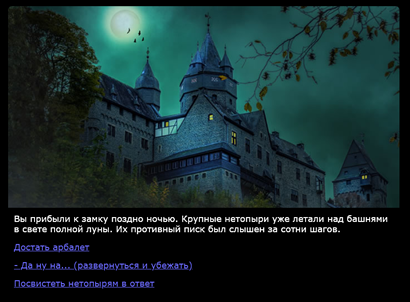 Вы прибыли к замку поздно ночью. Крупные нетопыри уже летали над башнями
в свете полной луны. Их противный писк был слышен за сотни шагов.
Достать арбалет
- Да ну на... (развернуться и убежать)
Посвистеть нетопырям в ответ